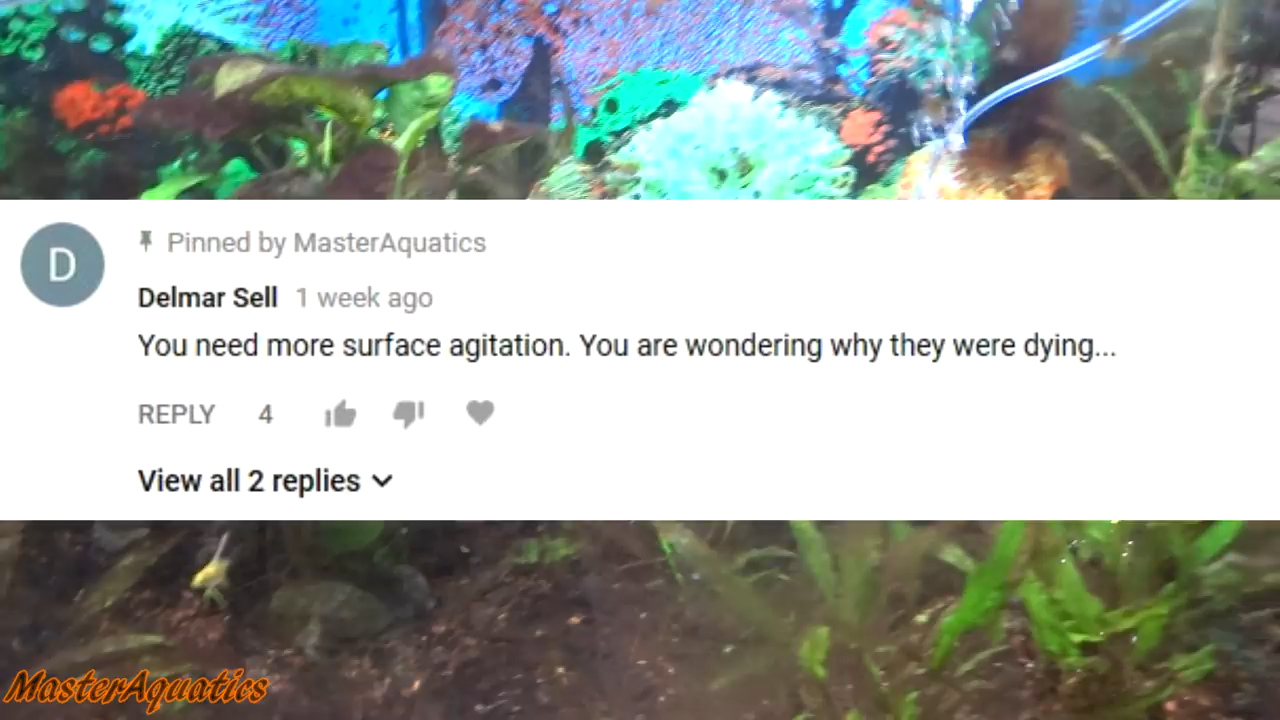 D
Pinned by MasterAquatics
Delmar Sell 1 week ago
You need more surface agitation. You are wondering why they were dying...
REPLY 4
View all 2 replies
MasterAquatics